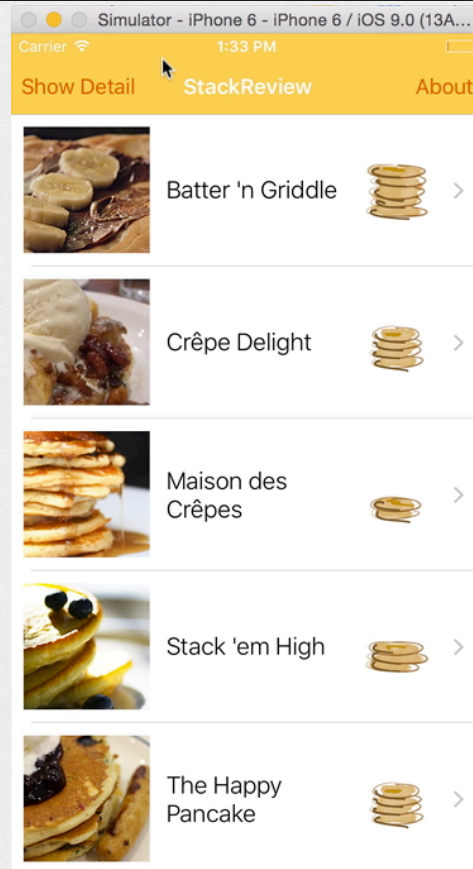 Simulator - iPhone 6 - iPhone 6 / iOS 9.0 (13A...
Carrier 1:33 PM
Show Detail StackReview About
Batter 'n Griddle
Crêpe Delight
Maison des
Crêpes
Stack 'em High
The Happy
Pancake